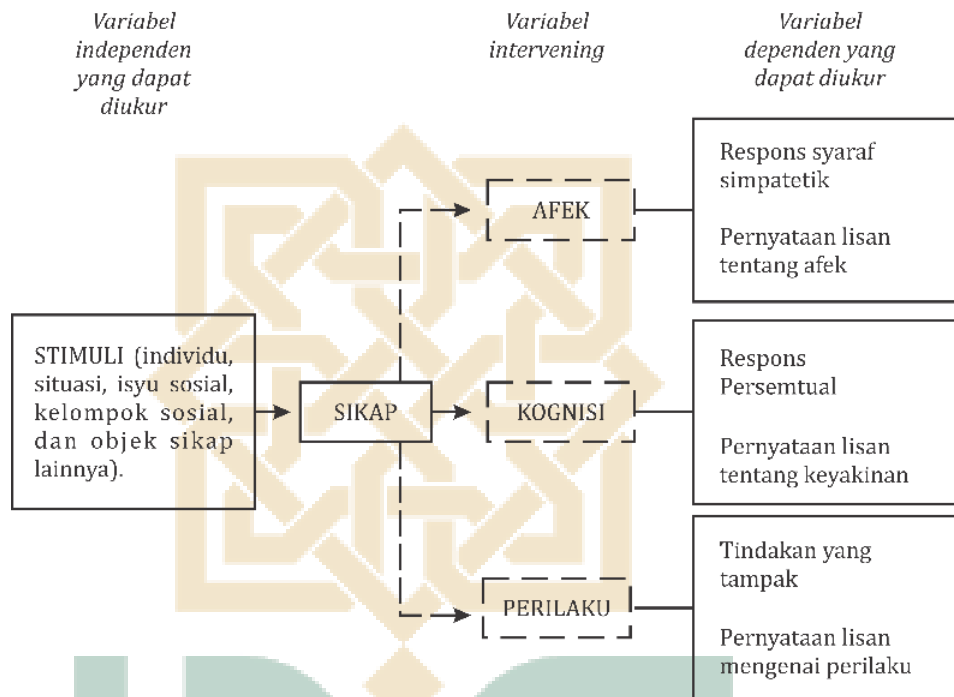 Variabel
independen
yang dapat
diukur
Variabel
intervening
Variabel
dependen yang
dapat diukur
STIMULI (individu,
situasi, isyu sosial,
kelompok sosial,
dan objek sikap
lainnya).
SIKAP
AFEK
KOGNISI
PERILAKU
Respons syaraf
simpatetik
Pernyataan lisan
tentang afek
Respons
Persemtual
Pernyataan lisan
tentang keyakinan
Tindakan yang
tampak
Pernyataan lisan
mengenai perilaku